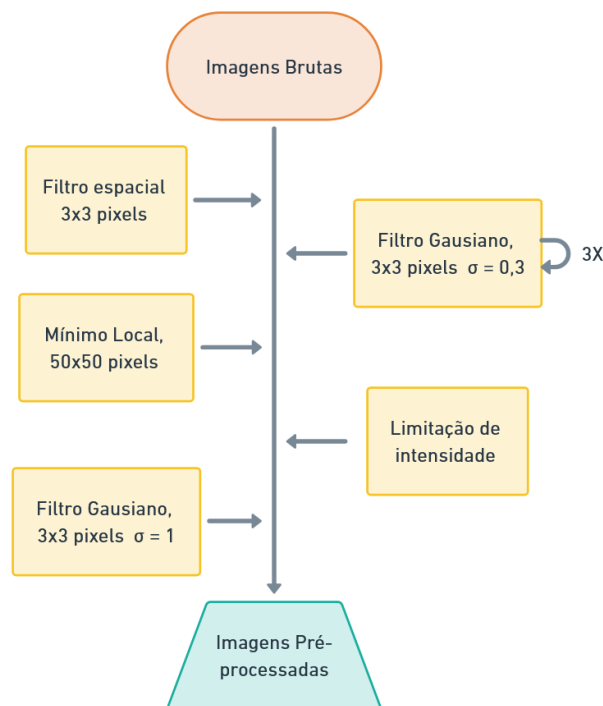 Imagens Brutas
Filtro espacial
3x3 pixels
Filtro Gausiano,
3x3 pixels σ = 0,3
3X
Mínimo Local,
50x50 pixels
Limitação de
intensidade
Filtro Gausiano,
3x3 pixels σ = 1
Imagens Pré-
processadas